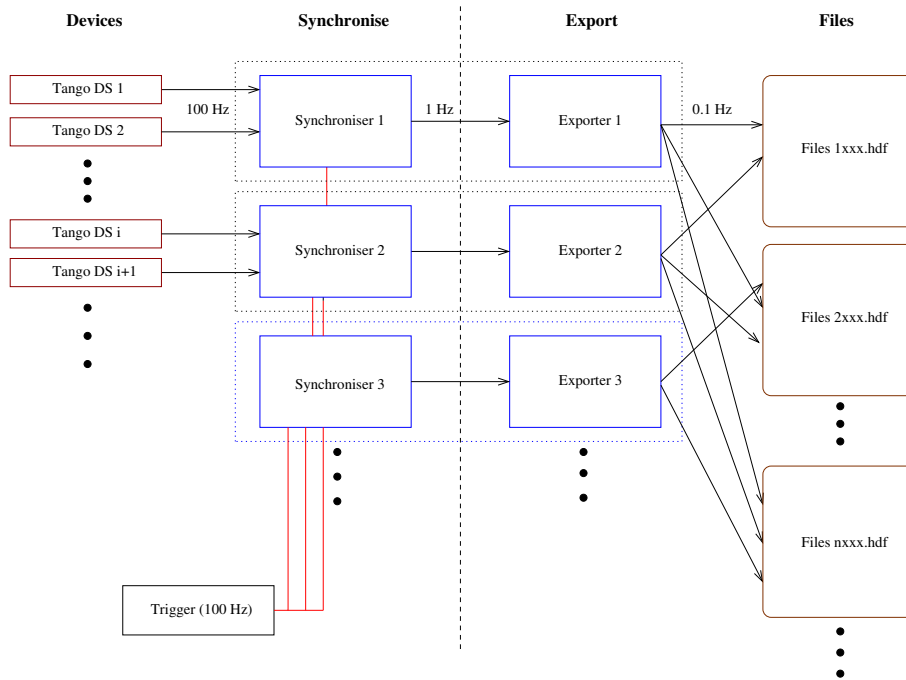 Devices
Synchronise
Export
Files
Tango DS 1
100 Hz
Synchroniser 1
1 Hz
Exporter 1
0.1 Hz
Tango DS 2
Files 1xxx.hdf
Tango DS i
Synchroniser 2
Exporter 2
Tango DS i+1
Files 2xxx.hdf
Synchroniser 3
Exporter 3
Files nxxx.hdf
Trigger (100 Hz)